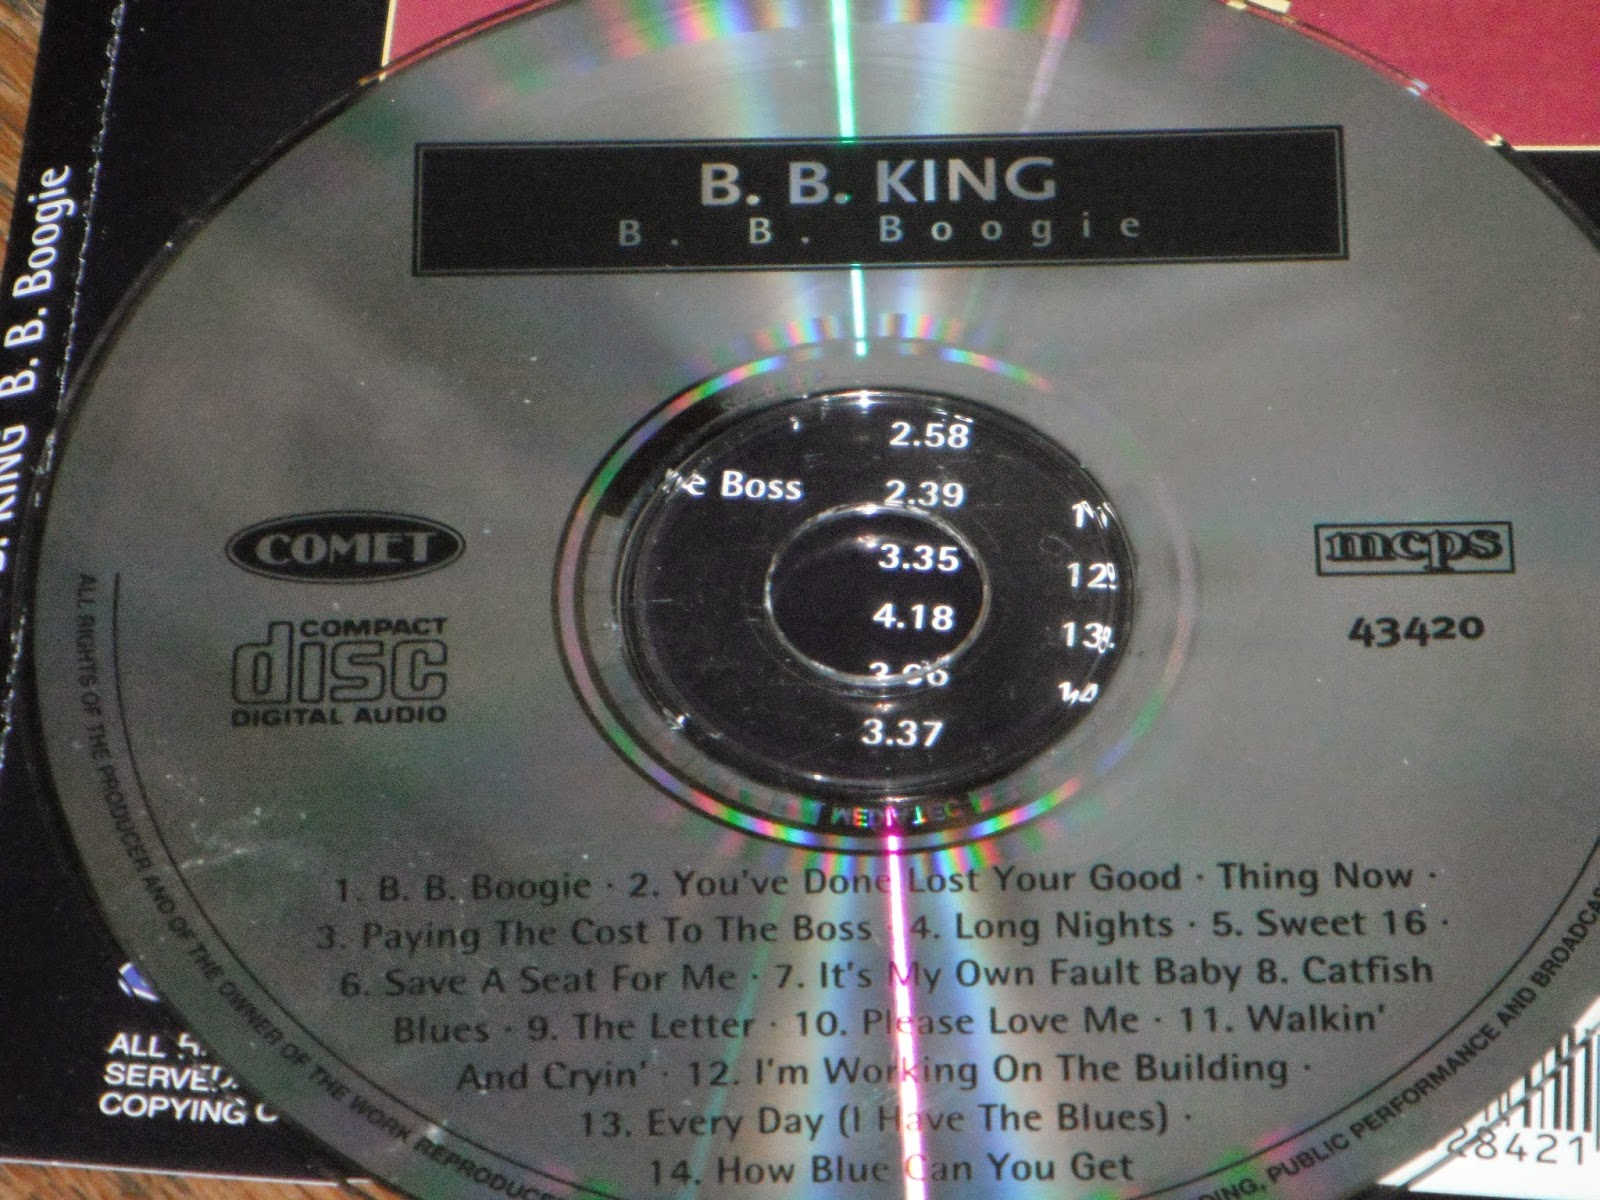 B. B. KING
B. B. Boogie
KING B. B. Boogie
2.58
Boss 2.39
3.35
4.18
3.37
COMET
COMPACT
disc
DIGITAL AUDIO
mcps
43420
1. B. B. Boogie · 2. You've Done Lost Your Good · Thing Now ·
3. Paying The Cost To The Boss · 4. Long Nights · 5. Sweet 16 ·
6. Save A Seat For Me · 7. It's My Own Fault Baby 8. Catfish
Blues · 9. The Letter · 10. Please Love Me · 11. Walkin'
And Cryin' · 12. I'm Working On The Building ·
13. Every Day (I Have The Blues) ·
14. How Blue Can You Get
ALL RIGHTS OF THE PRODUCER AND OF THE OWNER OF THE WORK REPRODUCE
PUBLIC PERFORMANCE AND BROADCAS
ALL
SERVED.
COPYING
28421